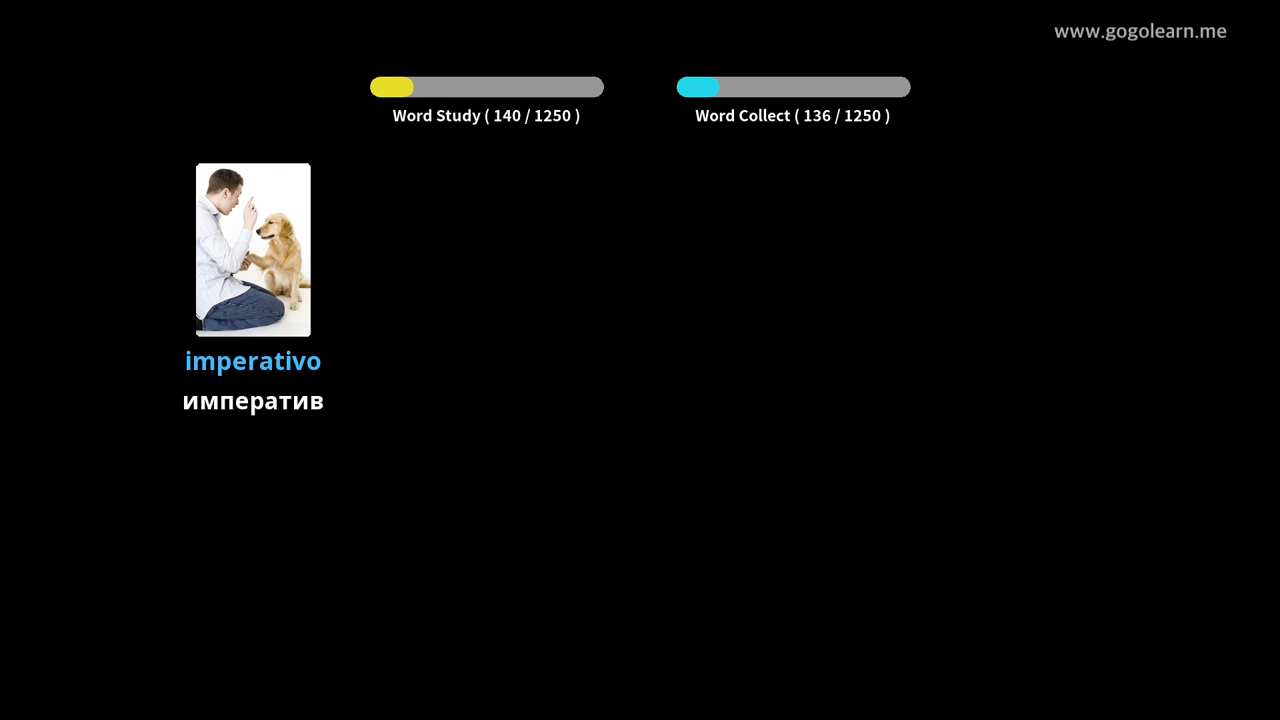 www.gogolearn.me
Word Study ( 140 / 1250 )
Word Collect ( 136 / 1250 )
imperativo
императив